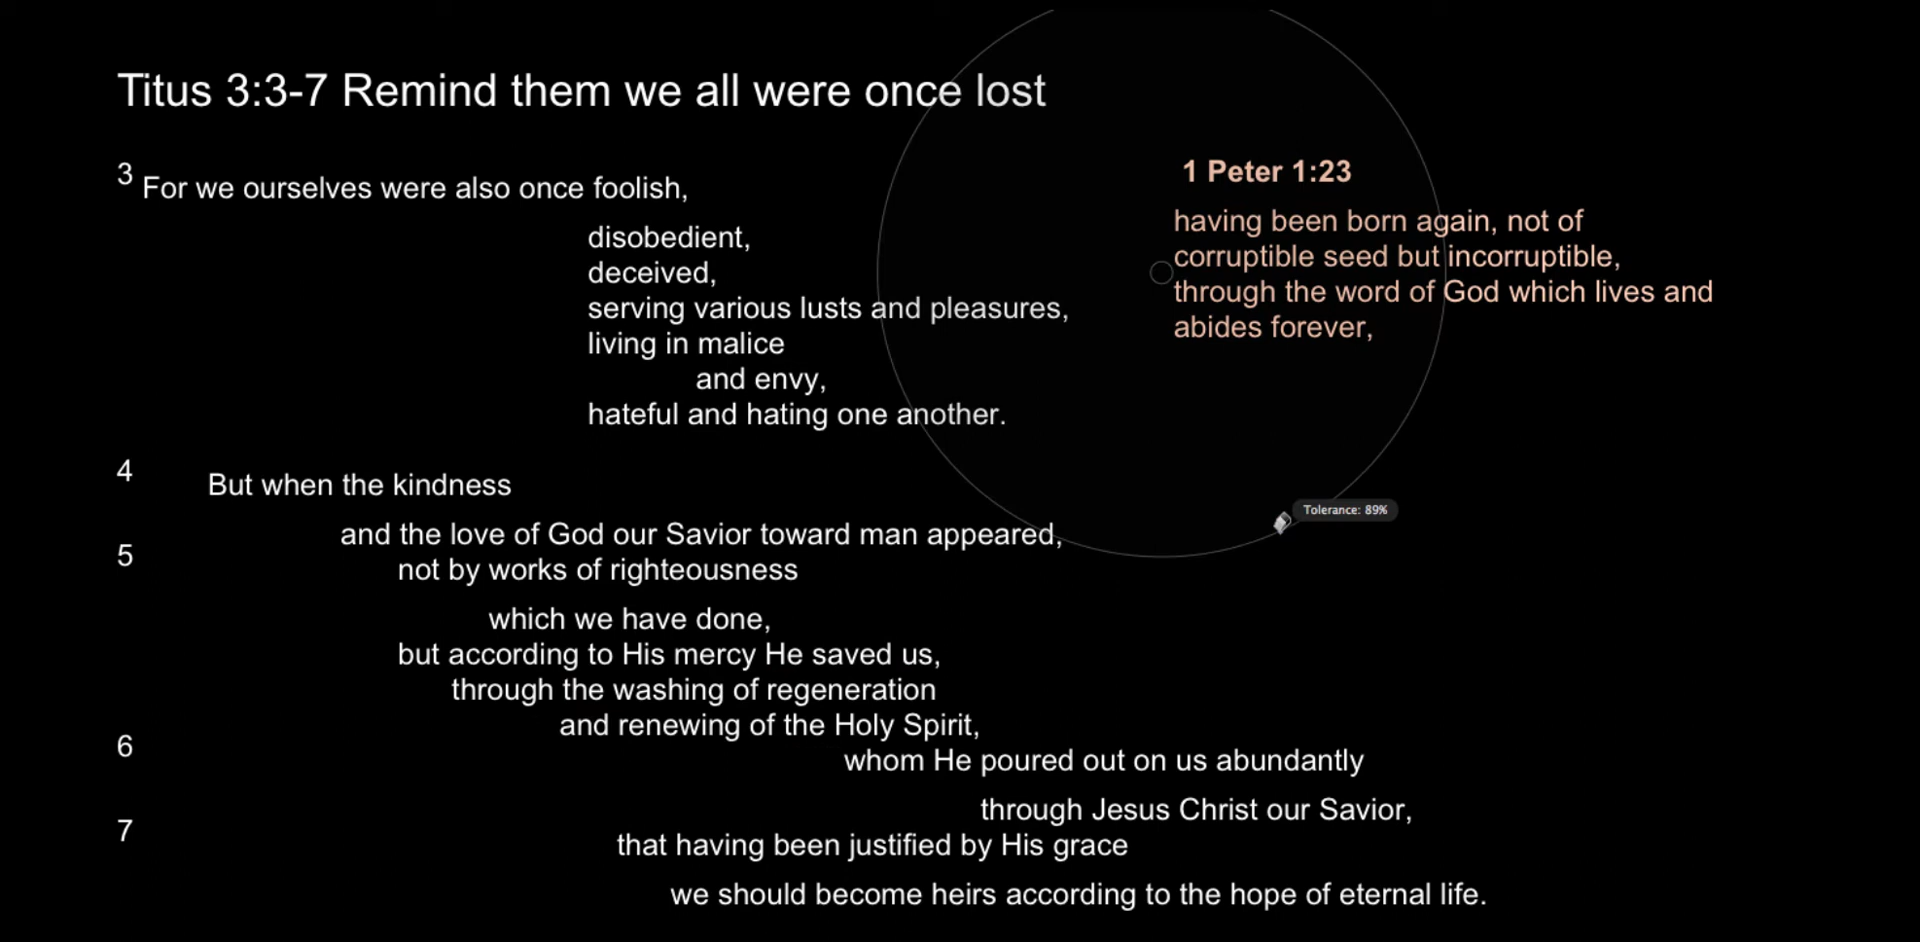 Titus 3:3-7 Remind them we all were once lost
3 For we ourselves were also once foolish,
disobedient,
deceived,
serving various lusts and pleasures,
living in malice
and envy,
hateful and hating one another.
4
But when the kindness
and the love of God our Savior toward man appeared,
5
not by works of righteousness
which we have done,
but according to His mercy He saved us,
through the washing of regeneration
and renewing of the Holy Spirit,
6
whom He poured out on us abundantly
through Jesus Christ our Savior,
7
that having been justified by His grace
we should become heirs according to the hope of eternal life.
1 Peter 1:23
having been born again, not of
corruptible seed but incorruptible,
through the word of God which lives and
abides forever,
Tolerance: 89%